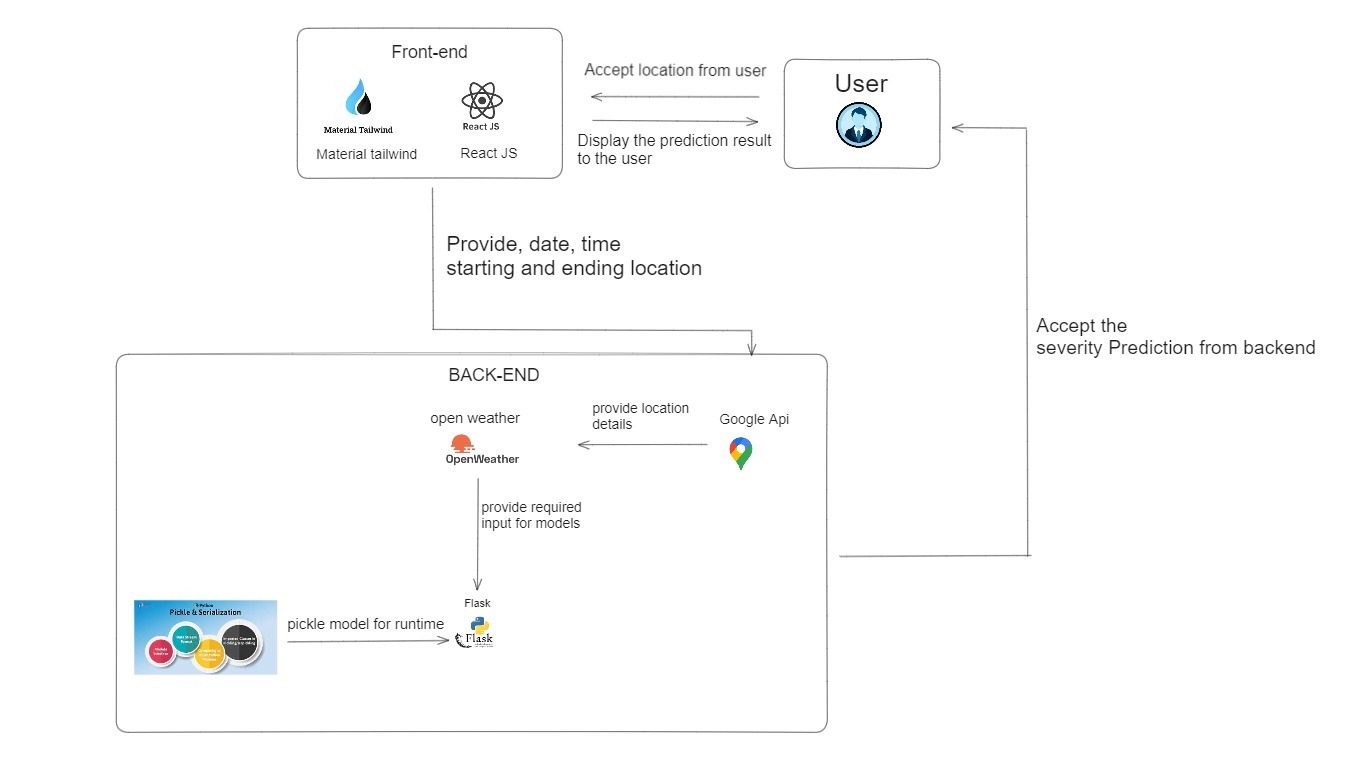 Front-end
Material Tailwind
React JS
Material tailwind
React JS
Accept location from user
Display the prediction result
to the user
User
Provide, date, time
starting and ending location
Accept the
severity Prediction from backend
BACK-END
open weather
OpenWeather
provide location
details
Google Api
provide required
input for models
Python
Pickle & Serialization
pickle model for runtime
Flask
Flask